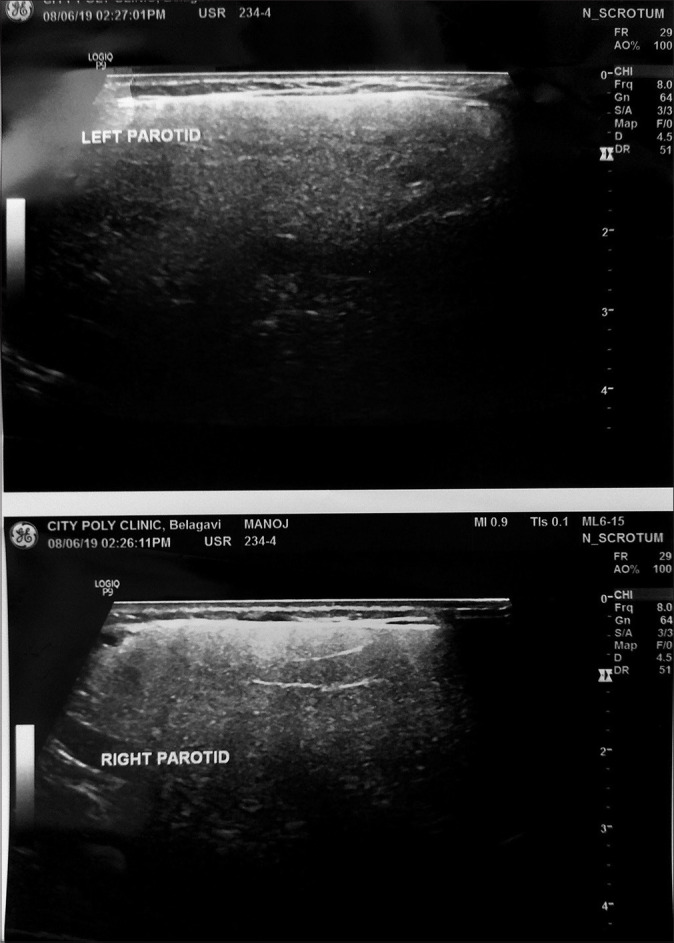 CITY POLY CLINIC,
08/06/19 02:27:01PM USR 234-4 N_SCROTUM
FR 29
AO% 100
LOGIQ
P9
0 CHI
Frq 8.0
Gn 64
S/A 3/3
Map F/0
D 4.5
DR 51
LEFT PAROTID
2
3
4
CITY POLY CLINIC, Belagavi MANOJ MI 0.9 TIs 0.1 ML6-15
08/06/19 02:26:11PM USR 234-4 N_SCROTUM
FR 29
AO% 100
LOGIQ
P9
0 CHI
Frq 8.0
Gn 64
S/A 3/3
Map F/0
D 4.5
DR 51
RIGHT PAROTID
2
3
4